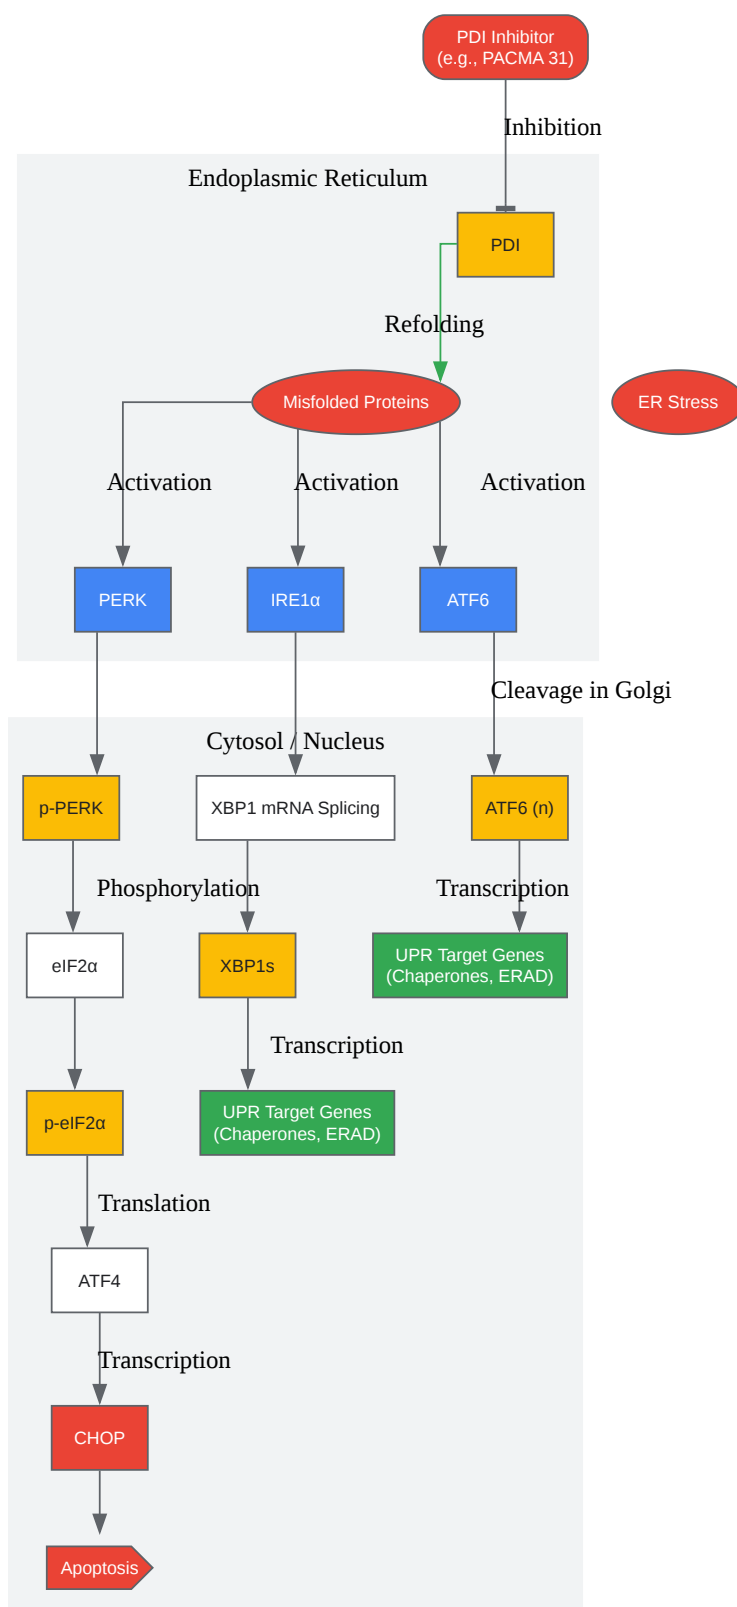 PDI Inhibitor
(e.g., PACMA 31)
Inhibition
Endoplasmic Reticulum
PDI
Refolding
Misfolded Proteins
ER Stress
Activation
Activation
Activation
PERK
IRE1α
ATF6
Cleavage in Golgi
Cytosol / Nucleus
p-PERK
XBP1 mRNA Splicing
ATF6 (n)
Phosphorylation
Transcription
eIF2α
XBP1s
UPR Target Genes
(Chaperones, ERAD)
Transcription
p-eIF2α
UPR Target Genes
(Chaperones, ERAD)
Translation
ATF4
Transcription
CHOP
Apoptosis